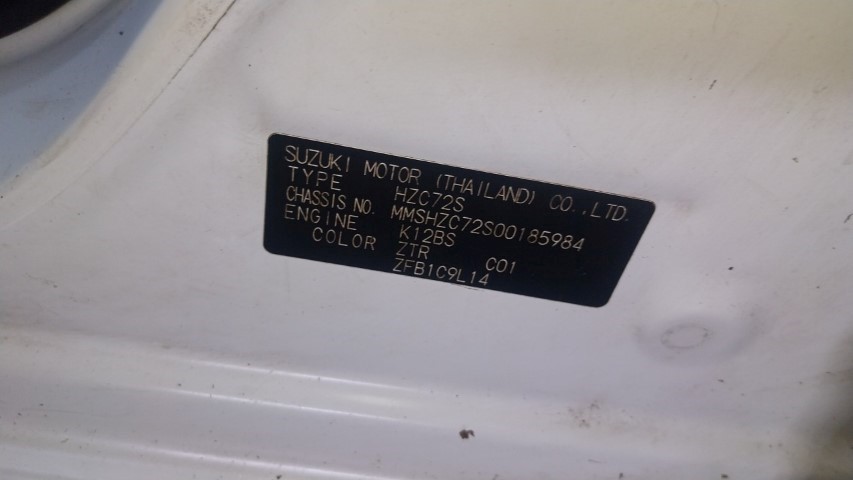 SUZUKI MOTOR (THAILAND) CO.,LTD.
TYPE HZC72S
CHASSIS NO. MMSHZC72S00185984
ENGINE K12BS
COLOR ZTR C01
ZFB1C9L14